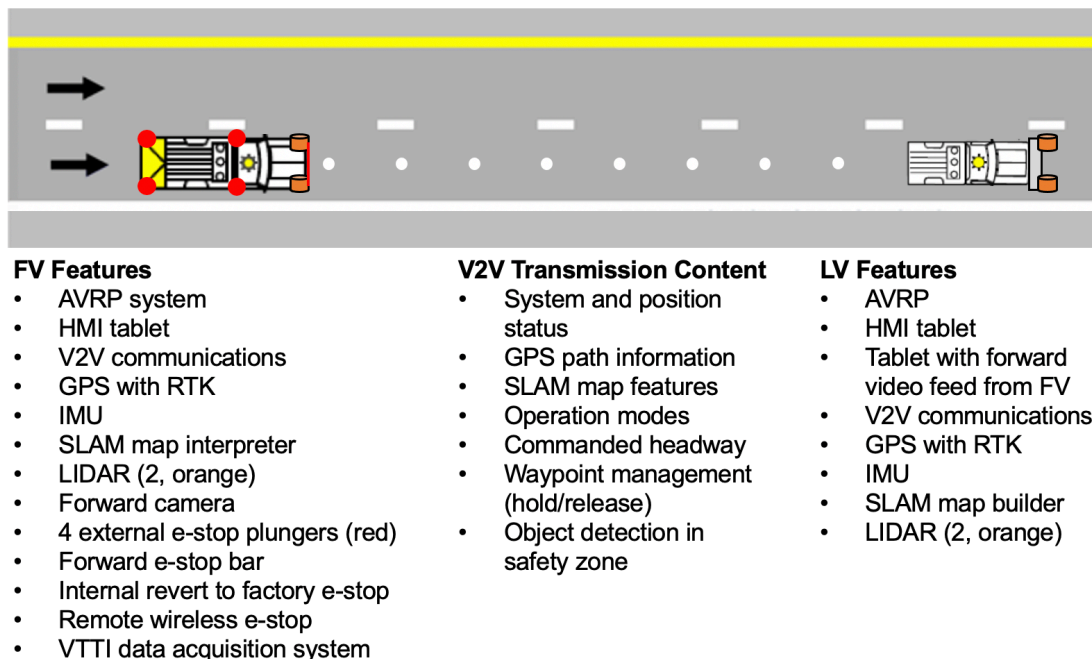 FV Features
• AVRP system
• HMI tablet
• V2V communications
• GPS with RTK
• IMU
• SLAM map interpreter
• LIDAR (2, orange)
• Forward camera
• 4 external e-stop plungers (red)
• Forward e-stop bar
• Internal revert to factory e-stop
• Remote wireless e-stop
• VTTI data acquisition system
V2V Transmission Content
• System and position
status
• GPS path information
• SLAM map features
• Operation modes
• Commanded headway
• Waypoint management
(hold/release)
• Object detection in
safety zone
LV Features
• AVRP
• HMI tablet
• Tablet with forward
video feed from FV
• V2V communications
• GPS with RTK
• IMU
• SLAM map builder
• LIDAR (2, orange)